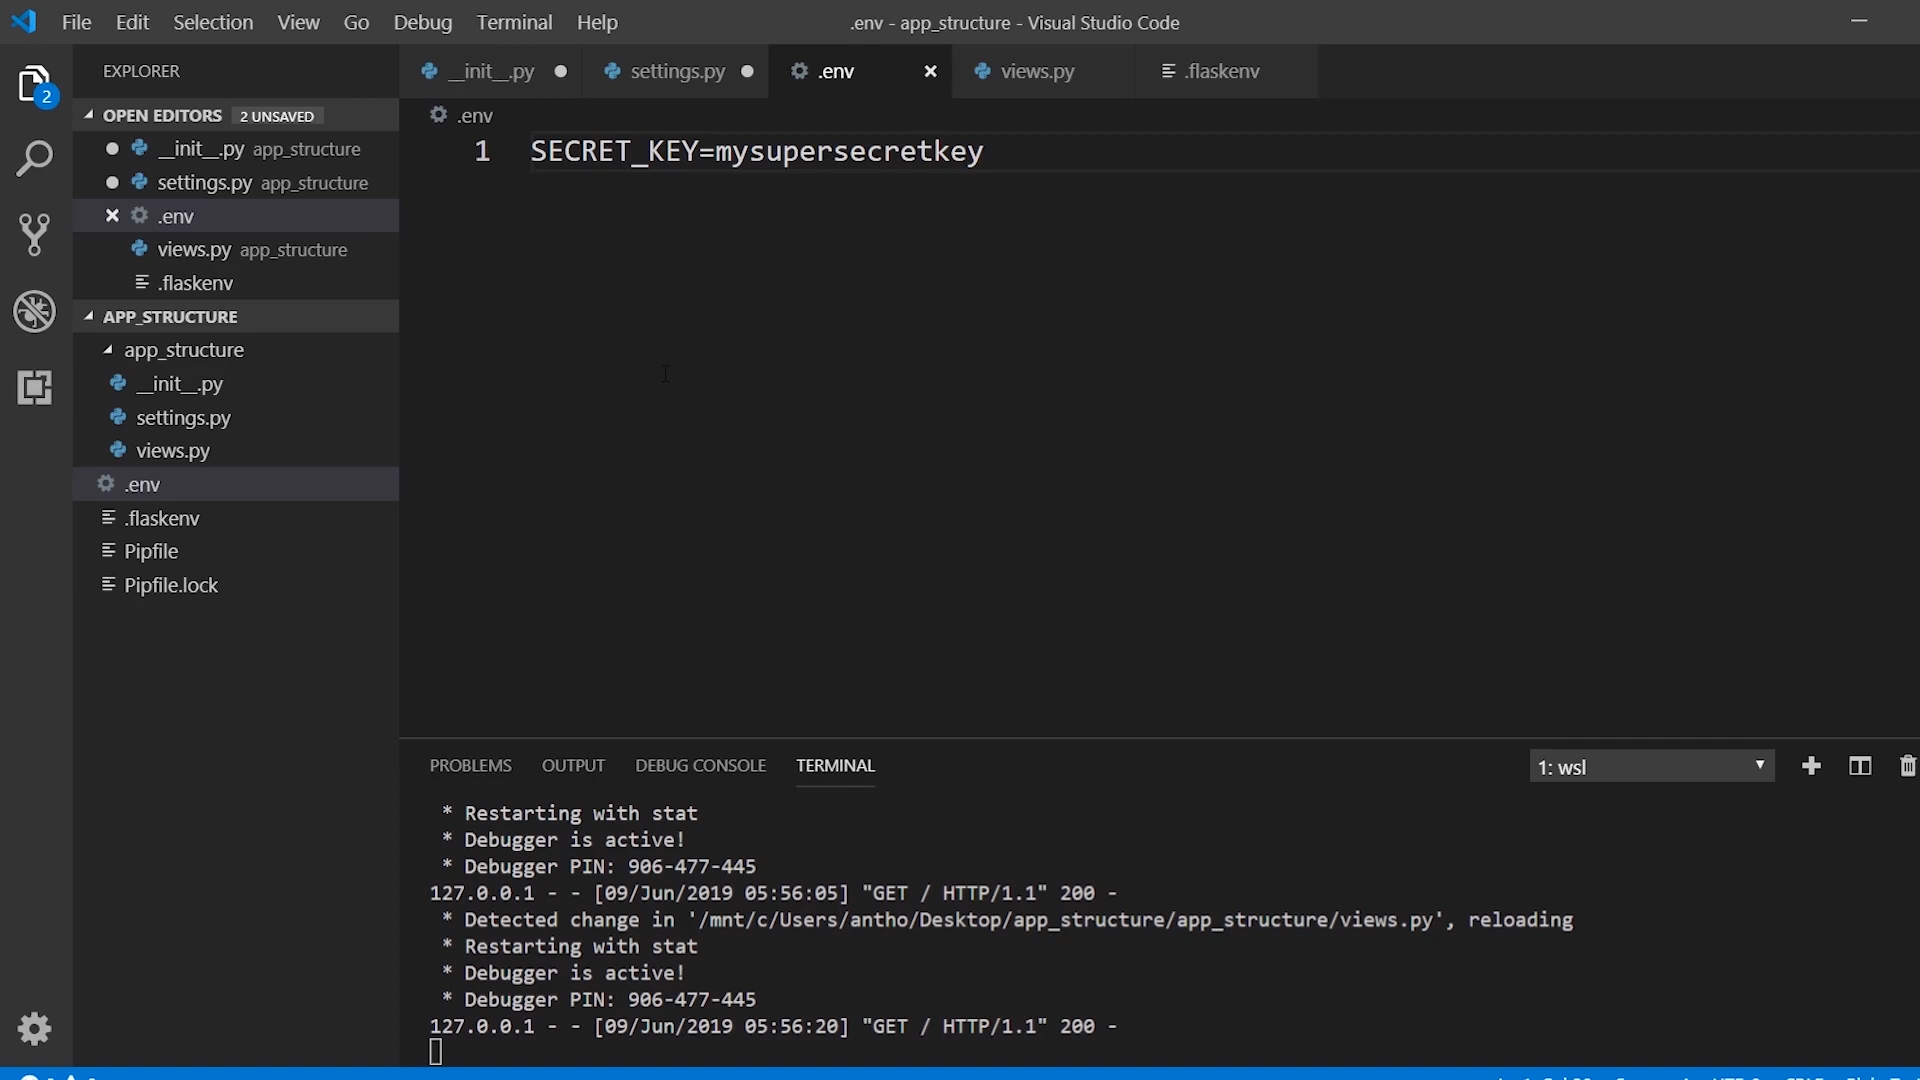 File Edit Selection View Go Debug Terminal Help
.env - app_structure - Visual Studio Code
EXPLORER
2
OPEN EDITORS 2 UNSAVED
__init__.py app_structure
settings.py app_structure
.env
views.py app_structure
.flaskenv
APP_STRUCTURE
app_structure
__init__.py
settings.py
views.py
.env
.flaskenv
Pipfile
Pipfile.lock
__init__.py settings.py .env views.py .flaskenv
.env
1 SECRET_KEY=mysupersecretkey
PROBLEMS OUTPUT DEBUG CONSOLE TERMINAL
1: wsl
* Restarting with stat
* Debugger is active!
* Debugger PIN: 906-477-445
127.0.0.1 - - [09/Jun/2019 05:56:05] "GET / HTTP/1.1" 200 -
* Detected change in '/mnt/c/Users/antho/Desktop/app_structure/app_structure/views.py', reloading
* Restarting with stat
* Debugger is active!
* Debugger PIN: 906-477-445
127.0.0.1 - - [09/Jun/2019 05:56:20] "GET / HTTP/1.1" 200 -